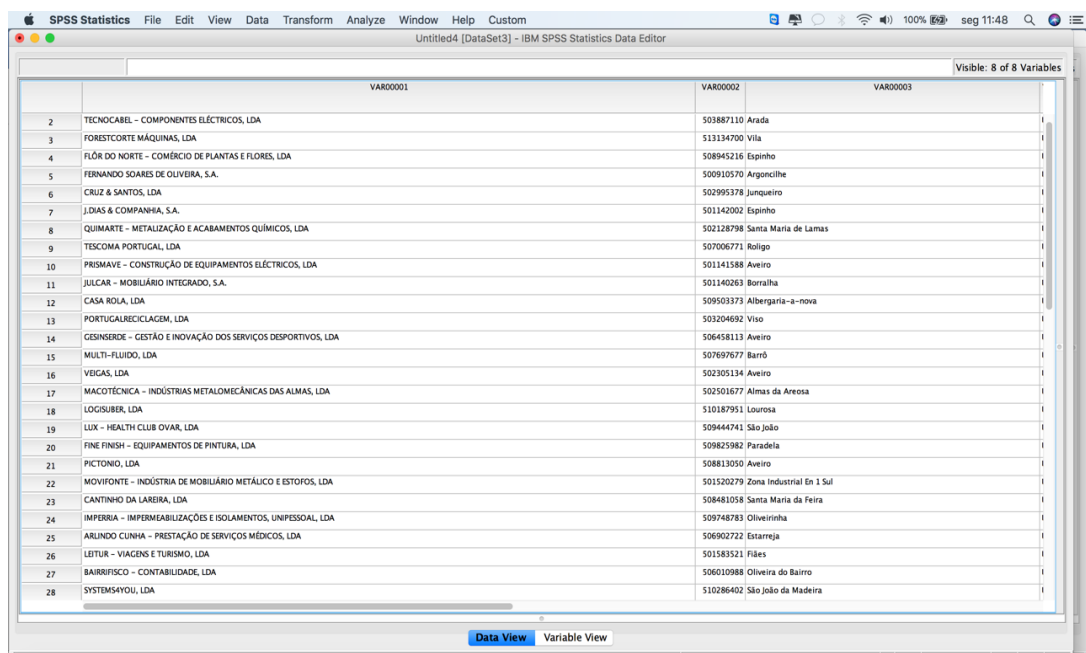 SPSS Statistics File Edit View Data Transform Analyze Window Help Custom 100% seg 11:48
Untitled4 [DataSet3] - IBM SPSS Statistics Data Editor
Visible: 8 of 8 Variables
VAR00001 VAR00002 VAR00003
2 TECNOCABEL - COMPONENTES ELÉCTRICOS, LDA 503887110 Arada
3 FORESTCORTE MÁQUINAS, LDA 513134700 Vila
4 FLÔR DO NORTE - COMÉRCIO DE PLANTAS E FLORES, LDA 508945216 Espinho
5 FERNANDO SOARES DE OLIVEIRA, S.A. 500910570 Argoncilhe
6 CRUZ & SANTOS, LDA 502995378 Junqueiro
7 J.DIAS & COMPANHIA, S.A. 501142002 Espinho
8 QUIMARTE - METALIZAÇÃO E ACABAMENTOS QUÍMICOS, LDA 502128798 Santa Maria de Lamas
9 TESCOMA PORTUGAL, LDA 507006771 Roligo
10 PRISMAVE - CONSTRUÇÃO DE EQUIPAMENTOS ELÉCTRICOS, LDA 501141588 Aveiro
11 JULCAR - MOBILIÁRIO INTEGRADO, S.A. 501140263 Borralha
12 CASA ROLA, LDA 509503373 Albergaria-a-nova
13 PORTUGALRECICLAGEM, LDA 503204692 Viso
14 GESINSERDE - GESTÃO E INOVAÇÃO DOS SERVIÇOS DESPORTIVOS, LDA 506458113 Aveiro
15 MULTI-FLUIDO, LDA 507697677 Barrô
16 VEIGAS, LDA 502305134 Aveiro
17 MACOTÉCNICA - INDÚSTRIAS METALOMECÂNICAS DAS ALMAS, LDA 502501677 Almas da Areosa
18 LOGISUBER, LDA 510187951 Lourosa
19 LUX - HEALTH CLUB OVAR, LDA 509444741 São João
20 FINE FINISH - EQUIPAMENTOS DE PINTURA, LDA 509825982 Paradela
21 PICTONIO, LDA 508813050 Aveiro
22 MOVIFONTE - INDÚSTRIA DE MOBILIÁRIO METÁLICO E ESTOFOS, LDA 501520279 Zona Industrial En 1 Sul
23 CANTINHO DA LAREIRA, LDA 508481058 Santa Maria da Feira
24 IMPERRIA - IMPERMEABILIZAÇÕES E ISOLAMENTOS, UNIPESSOAL, LDA 509748783 Oliveirinha
25 ARLINDO CUNHA - PRESTAÇÃO DE SERVIÇOS MÉDICOS, LDA 506902722 Estarreja
26 LEITUR - VIAGENS E TURISMO, LDA 501583521 Fiães
27 BAIRRIFISCO - CONTABILIDADE, LDA 506010988 Oliveira do Bairro
28 SYSTEMS4YOU, LDA 510286402 São João da Madeira
Data View Variable View